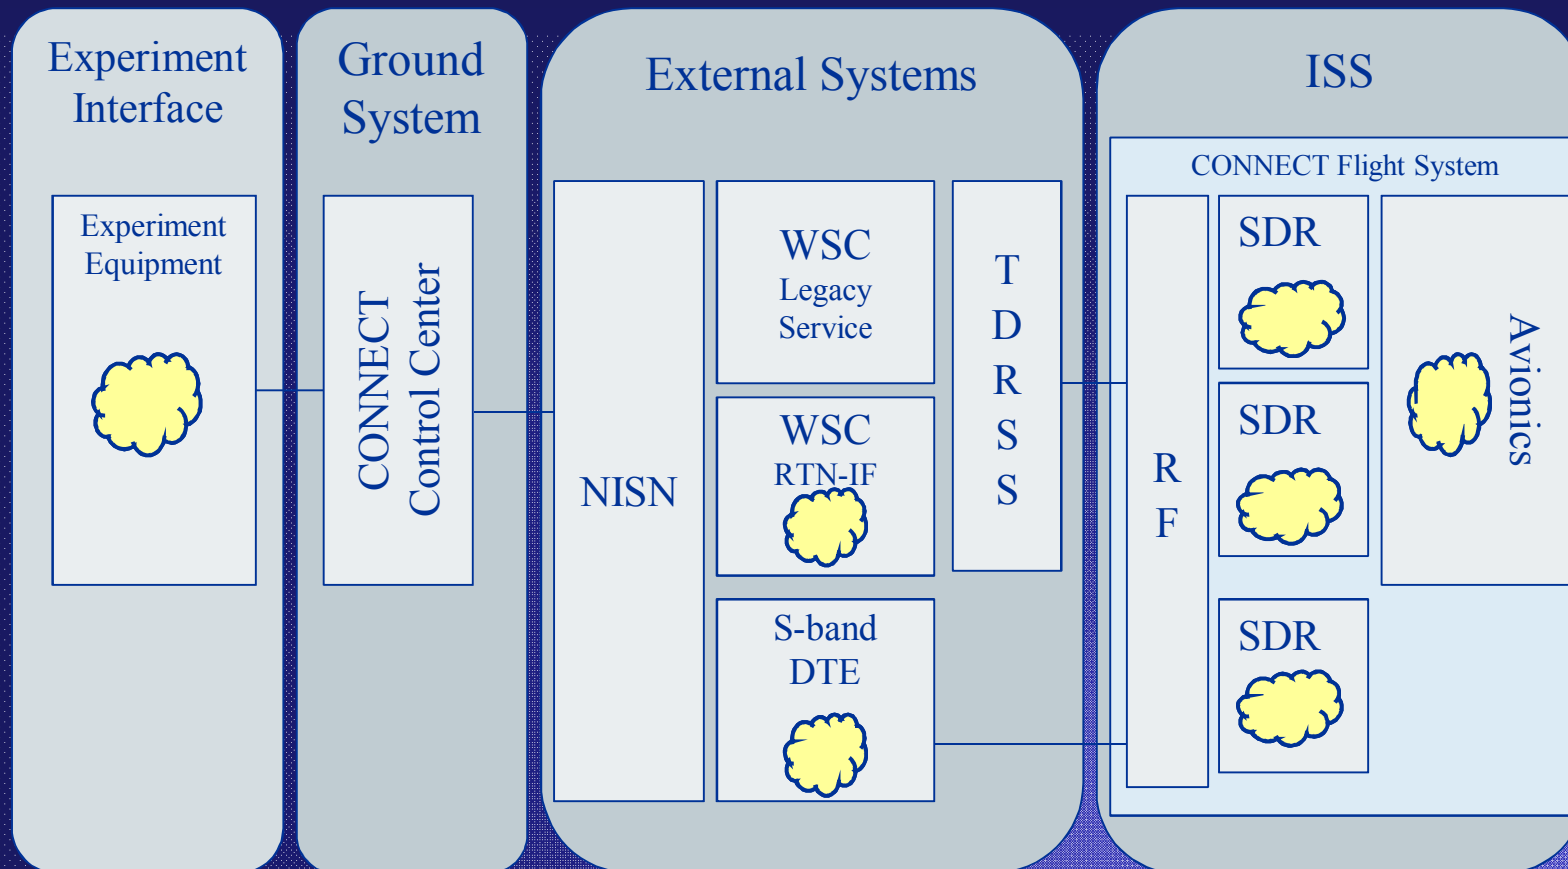 Experiment
Interface
Experiment
Equipment
Ground
System
CONNECT
Control Center
External Systems
NISN
WSC
Legacy
Service
WSC
RTN-IF
S-band
DTE
T
D
R
S
S
ISS
CONNECT Flight System
R
F
SDR
SDR
SDR
Avionics